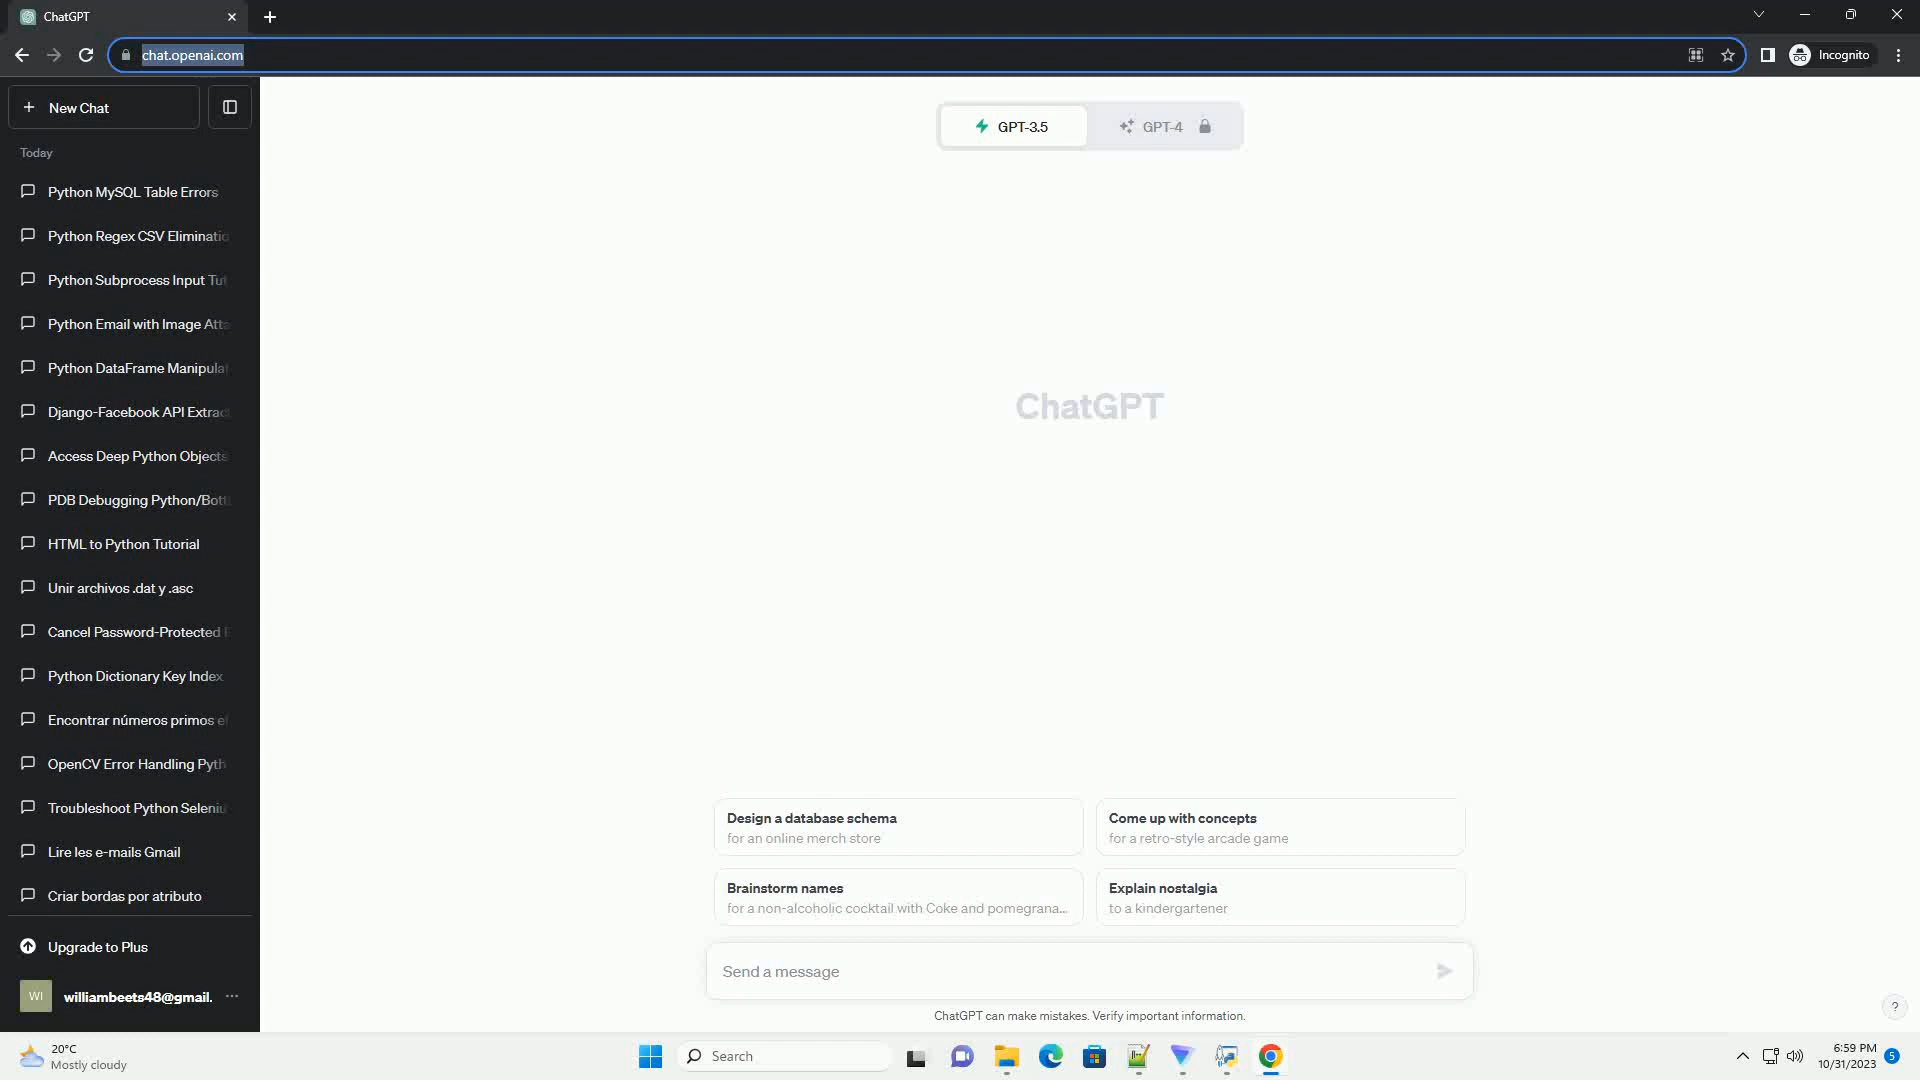 ChatGPT
chat.openai.com
Incognito
New Chat
Today
Python MySQL Table Errors
Python Regex CSV Eliminatio
Python Subprocess Input Tut
Python Email with Image Atta
Python DataFrame Manipulat
Django-Facebook API Extract
Access Deep Python Objects
PDB Debugging Python/Bott
HTML to Python Tutorial
Unir archivos .dat y .asc
Cancel Password-Protected
Python Dictionary Key Index
Encontrar números primos ef
OpenCV Error Handling Pyth
Troubleshoot Python Seleniu
Lire les e-mails Gmail
Criar bordas por atributo
Upgrade to Plus
WI
williambeets48@gmail.
GPT-3.5
GPT-4
ChatGPT
Design a database schema
for an online merch store
Come up with concepts
for a retro-style arcade game
Brainstorm names
for a non-alcoholic cocktail with Coke and pomegrana...
Explain nostalgia
to a kindergartener
Send a message
ChatGPT can make mistakes. Verify important information.
?
20°C
Mostly cloudy
Search
6:59 PM
10/31/2023
5